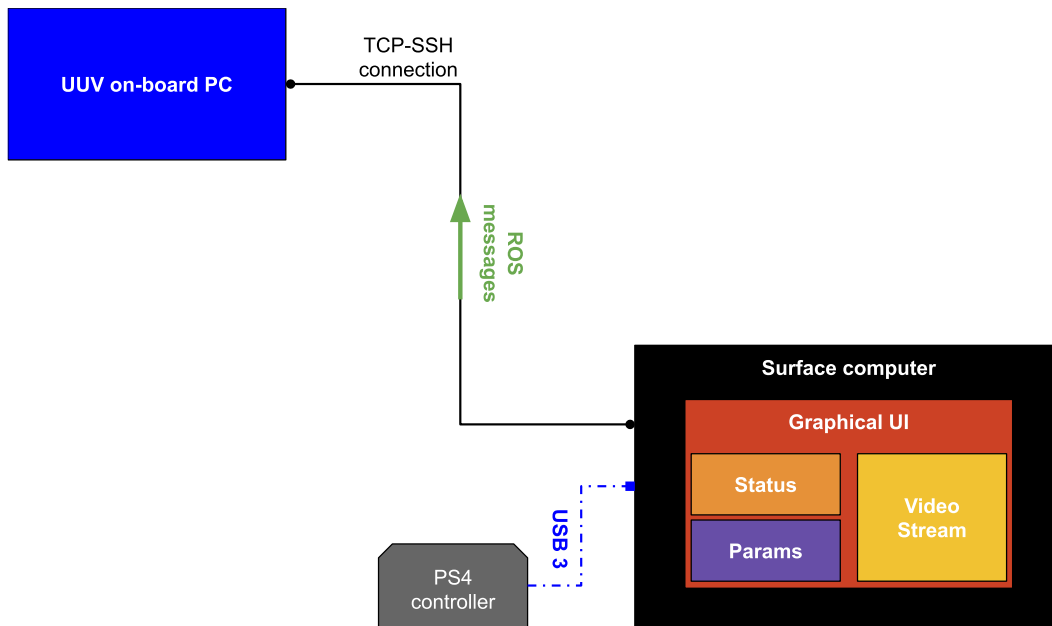 TCP-SSH
connection
UUV on-board PC
ROS
messages
Surface computer
Graphical UI
Status
Params
Video
Stream
USB 3
PS4
controller